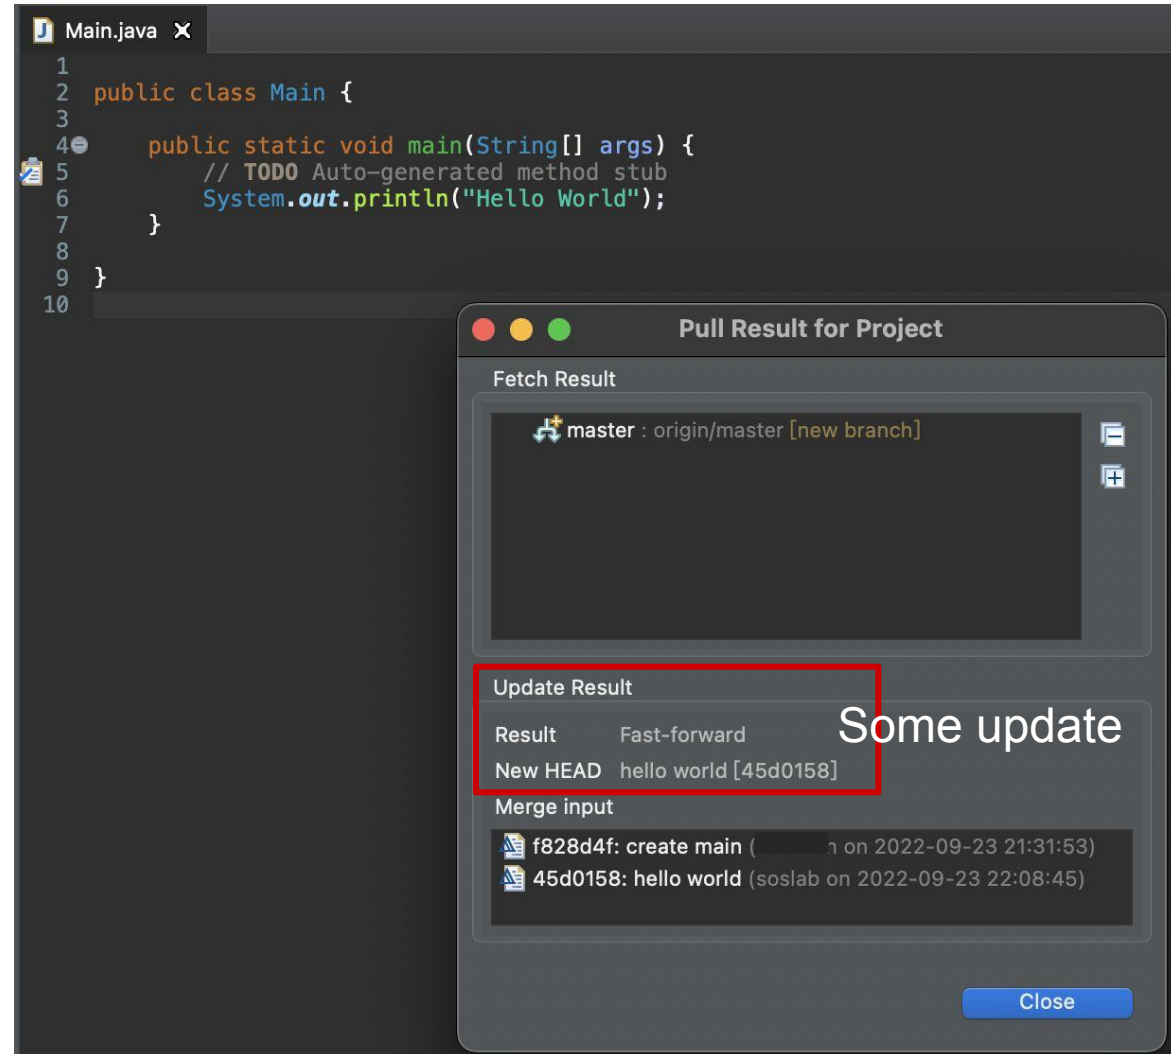 Main.java
1
2 public class Main {
3
4 public static void main(String[] args) {
5 // TODO Auto-generated method stub
6 System.out.println("Hello World");
7 }
8
9 }
10
Pull Result for Project
Fetch Result
master : origin/master [new branch]
Update Result
Result Fast-forward
New HEAD hello world [45d0158]
Some update
Merge input
f828d4f: create main ( n on 2022-09-23 21:31:53)
45d0158: hello world (soslab on 2022-09-23 22:08:45)
Close